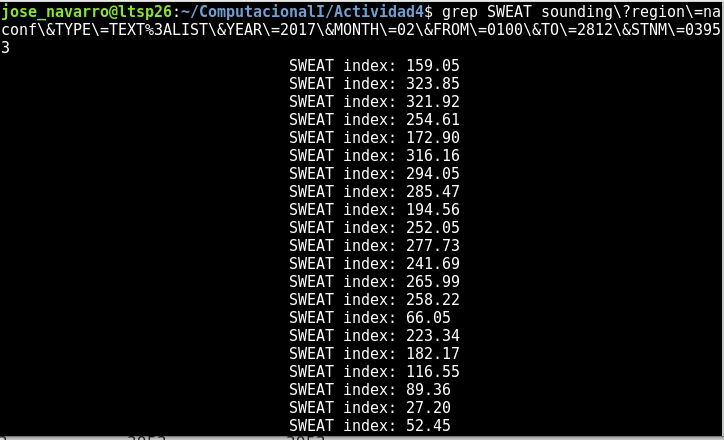 jose_navarro@ltsp26:~/ComputacionalI/Actividad4$ grep SWEAT sounding\?region\=na
conf\&TYPE\=TEXT%3ALIST\&YEAR\=2017\&MONTH\=02\&FROM\=0100\&TO\=2812\&STNM\=0395
3
SWEAT index: 159.05
SWEAT index: 323.85
SWEAT index: 321.92
SWEAT index: 254.61
SWEAT index: 172.90
SWEAT index: 316.16
SWEAT index: 294.05
SWEAT index: 285.47
SWEAT index: 194.56
SWEAT index: 252.05
SWEAT index: 277.73
SWEAT index: 241.69
SWEAT index: 265.99
SWEAT index: 258.22
SWEAT index: 66.05
SWEAT index: 223.34
SWEAT index: 182.17
SWEAT index: 116.55
SWEAT index: 89.36
SWEAT index: 27.20
SWEAT index: 52.45